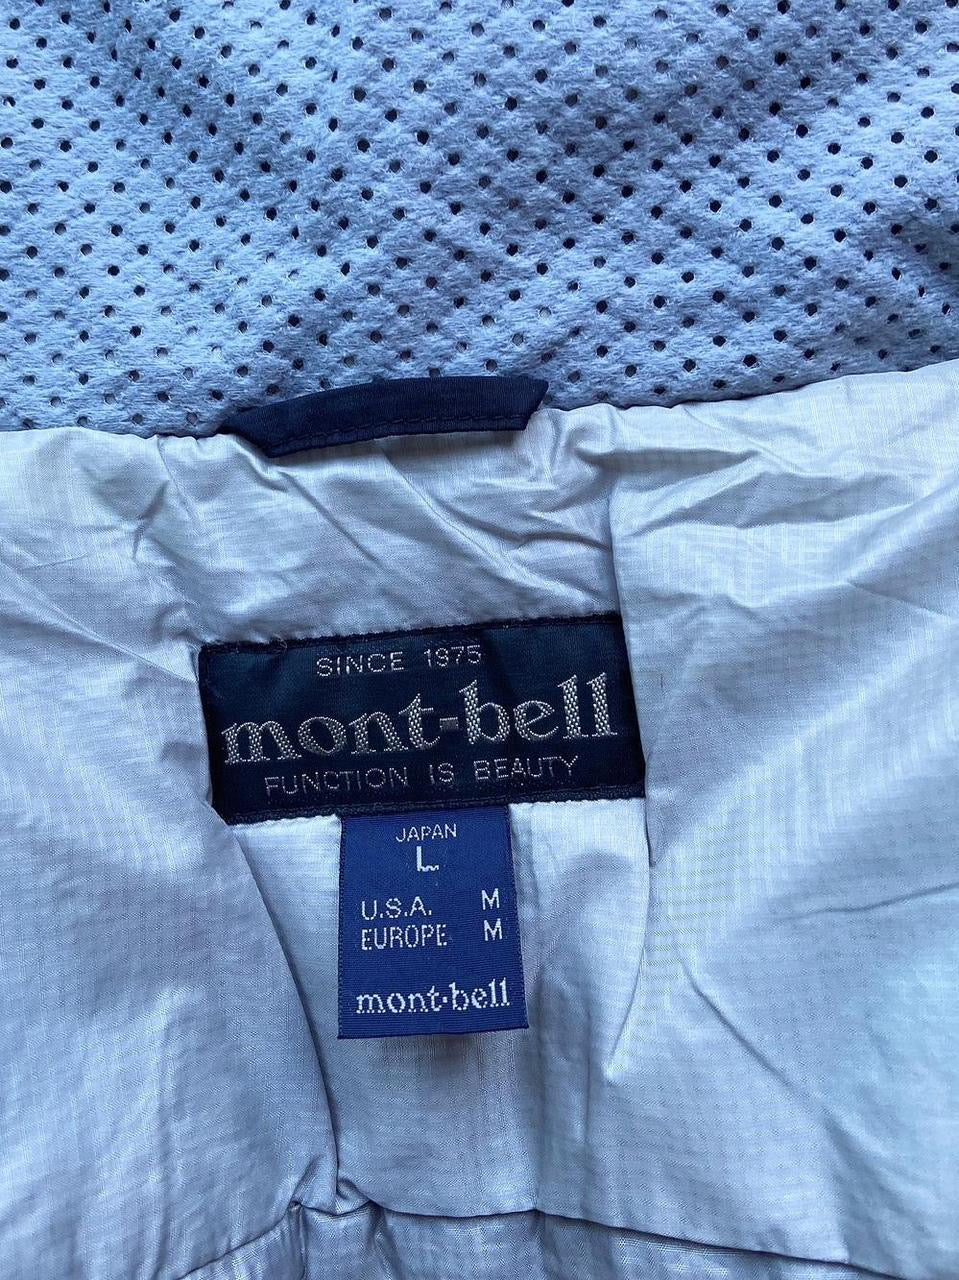 SINCE 1975
mont-bell
FUNCTION IS BEAUTY
JAPAN
L
U.S.A. M
EUROPE M
mont-bell